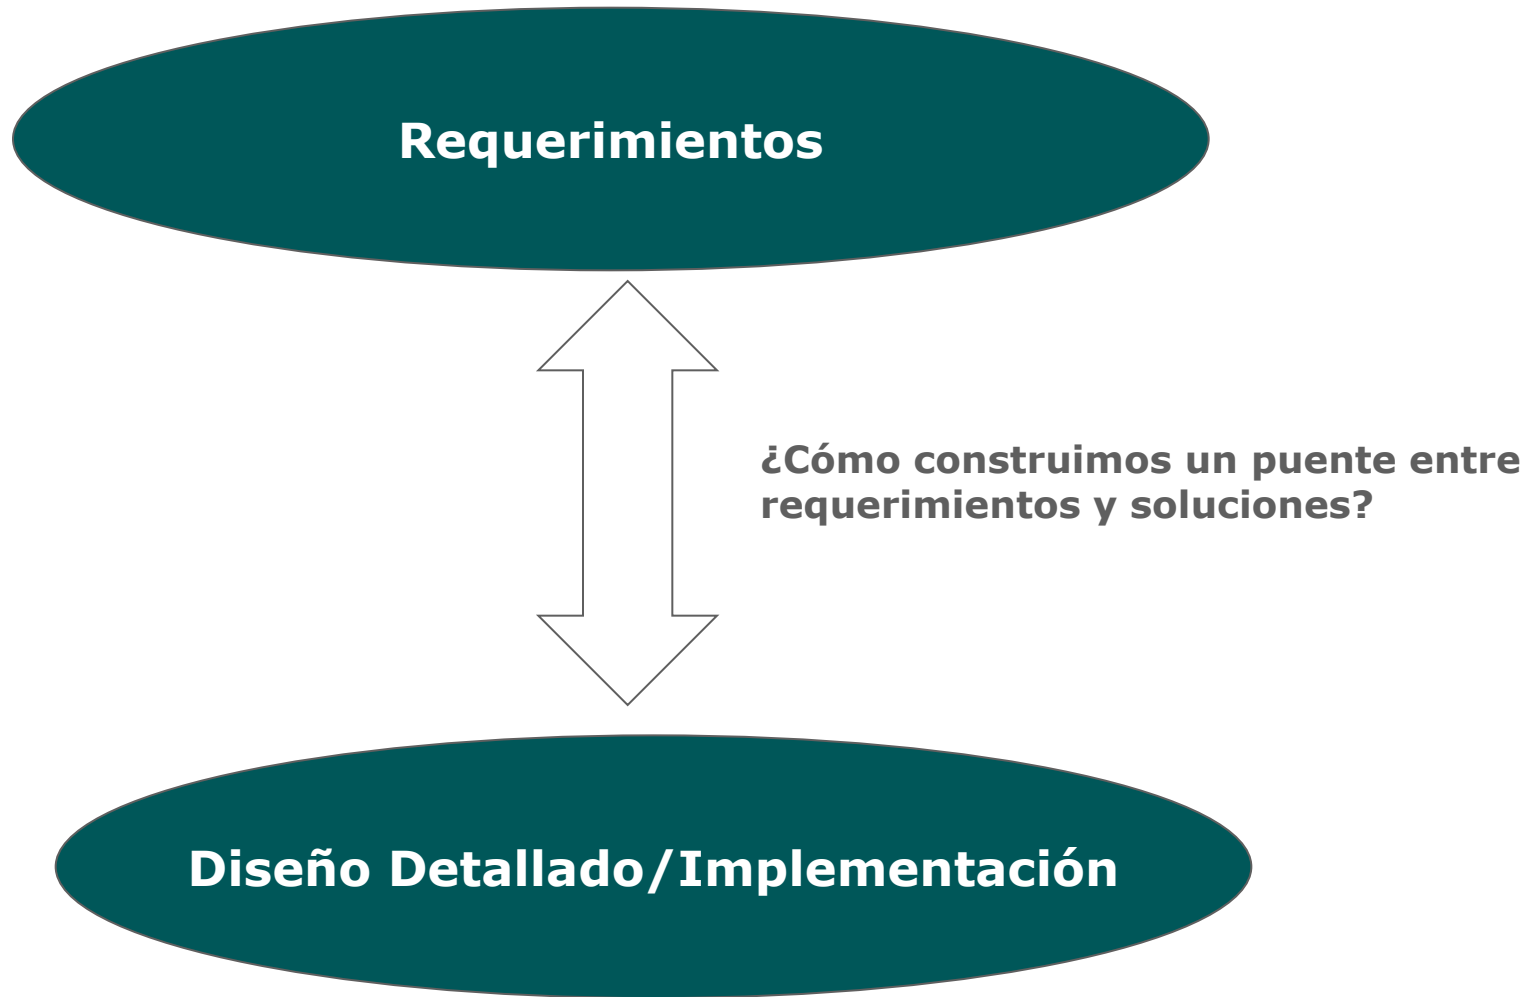 Requerimientos
¿Cómo construimos un puente entre
requerimientos y soluciones?
Diseño Detallado/Implementación